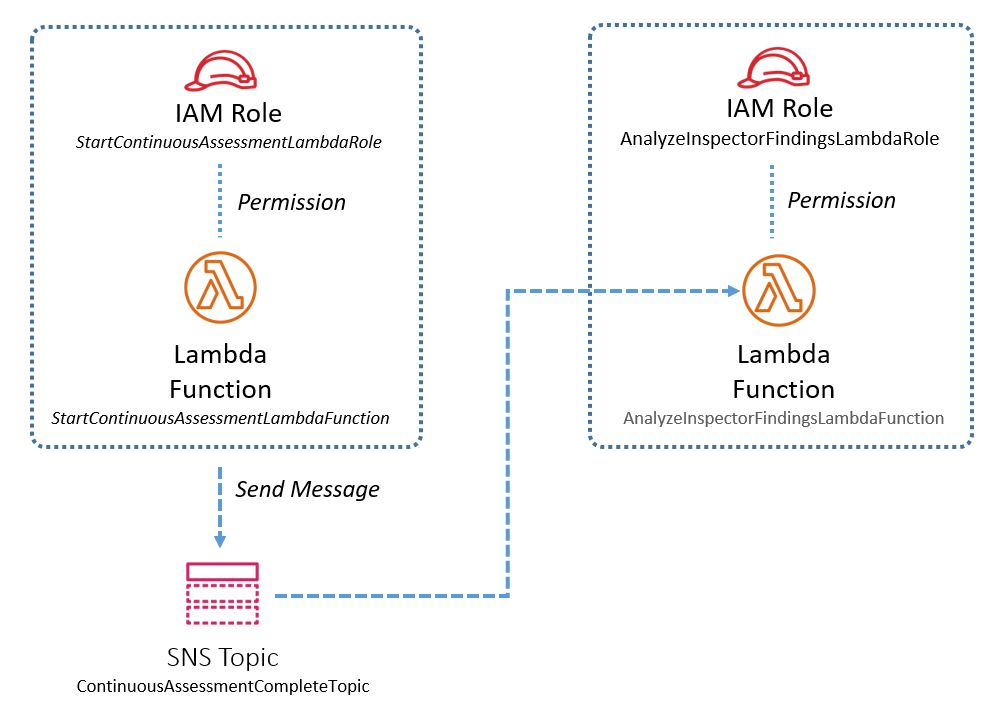 IAM Role
StartContinuousAssessmentLambdaRole
Permission
Lambda
Function
StartContinuousAssessmentLambdaFunction
Send Message
SNS Topic
ContinuousAssessmentCompleteTopic
IAM Role
AnalyzeInspectorFindingsLambdaRole
Permission
Lambda
Function
AnalyzeInspectorFindingsLambdaFunction